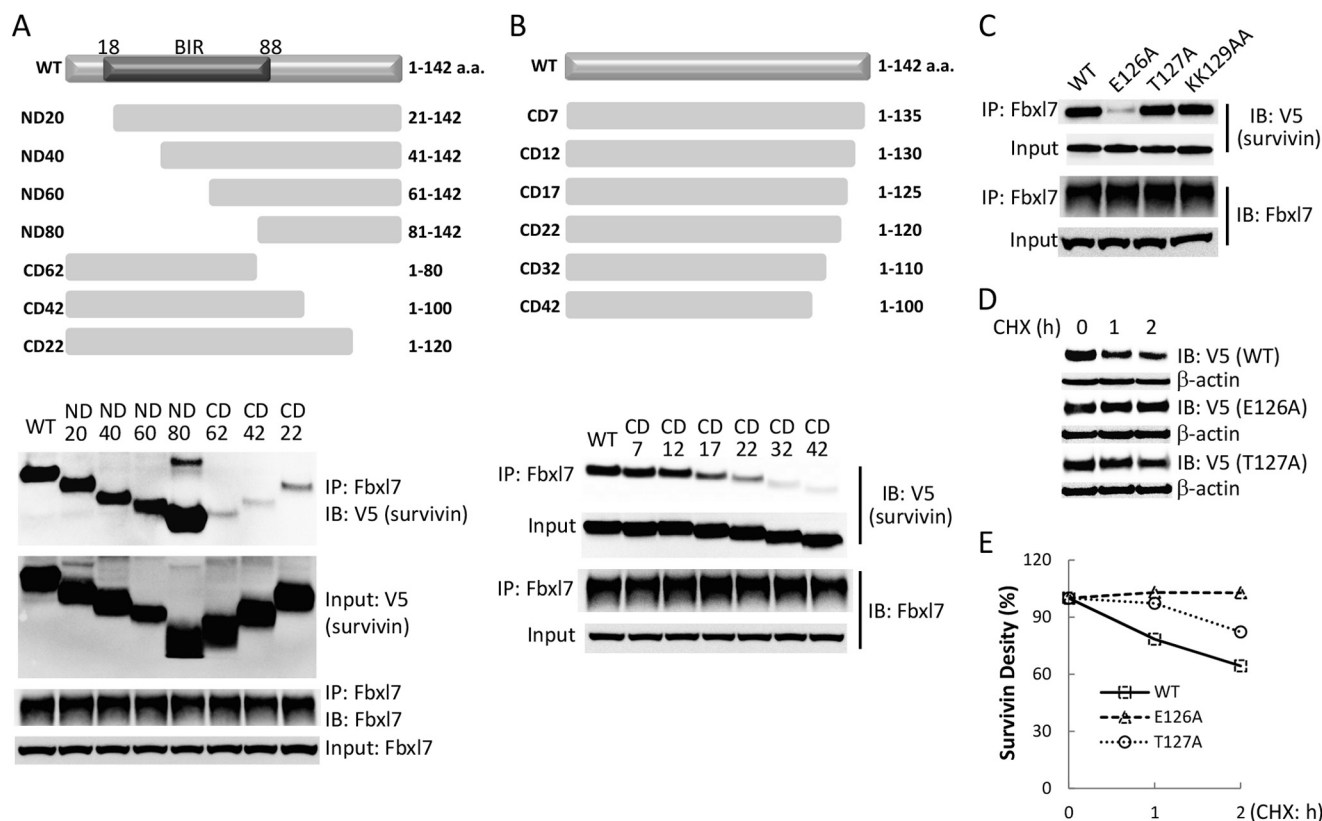 A
18 BIR 88
WT 1-142 a.a.
ND20 21-142
ND40 41-142
ND60 61-142
ND80 81-142
CD62 1-80
CD42 1-100
CD22 1-120
WT ND 20 ND 40 ND 60 ND 80 CD 62 CD 42 CD 22
IP: Fbxl7
IB: V5 (survivin)
Input: V5
(survivin)
IP: Fbxl7
IB: Fbxl7
Input: Fbxl7
B
WT 1-142 a.a.
CD7 1-135
CD12 1-130
CD17 1-125
CD22 1-120
CD32 1-110
CD42 1-100
WT CD 7 CD 12 CD 17 CD 22 CD 32 CD 42
IP: Fbxl7
Input
IB: V5
(survivin)
IP: Fbxl7
Input
IB: Fbxl7
C
WT E126A T127A KK129AA
IP: Fbxl7
Input
IB: V5
(survivin)
IP: Fbxl7
Input
IB: Fbxl7
D
CHX (h) 0 1 2
IB: V5 (WT)
β-actin
IB: V5 (E126A)
β-actin
IB: V5 (T127A)
β-actin
E
Survivin Desity (%)
120
90
60
30
0
WT
E126A
T127A
0 1 2 (CHX: h)